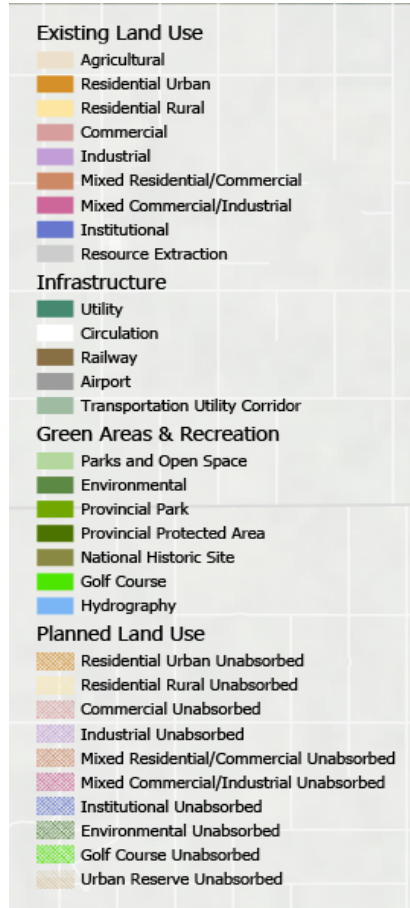 Existing Land Use
Agricultural
Residential Urban
Residential Rural
Commercial
Industrial
Mixed Residential/Commercial
Mixed Commercial/Industrial
Institutional
Resource Extraction
Infrastructure
Utility
Circulation
Railway
Airport
Transportation Utility Corridor
Green Areas & Recreation
Parks and Open Space
Environmental
Provincial Park
Provincial Protected Area
National Historic Site
Golf Course
Hydrography
Planned Land Use
Residential Urban Unabsorbed
Residential Rural Unabsorbed
Commercial Unabsorbed
Industrial Unabsorbed
Mixed Residential/Commercial Unabsorbed
Mixed Commercial/Industrial Unabsorbed
Institutional Unabsorbed
Environmental Unabsorbed
Golf Course Unabsorbed
Urban Reserve Unabsorbed